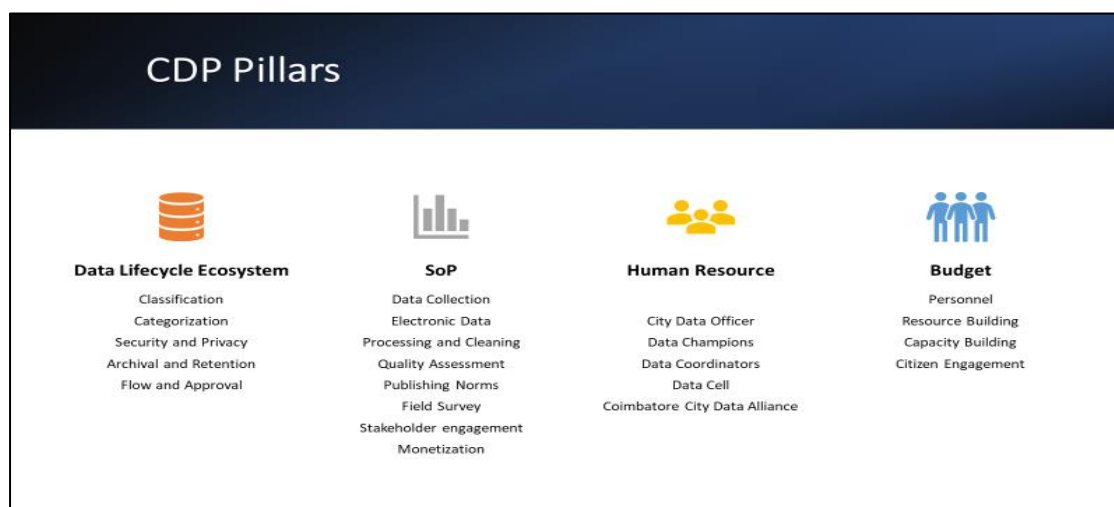 CDP Pillars
Data Lifecycle Ecosystem
Classification
Categorization
Security and Privacy
Archival and Retention
Flow and Approval
SoP
Data Collection
Electronic Data
Processing and Cleaning
Quality Assessment
Publishing Norms
Field Survey
Stakeholder engagement
Monetization
Human Resource
City Data Officer
Data Champions
Data Coordinators
Data Cell
Coimbatore City Data Alliance
Budget
Personnel
Resource Building
Capacity Building
Citizen Engagement